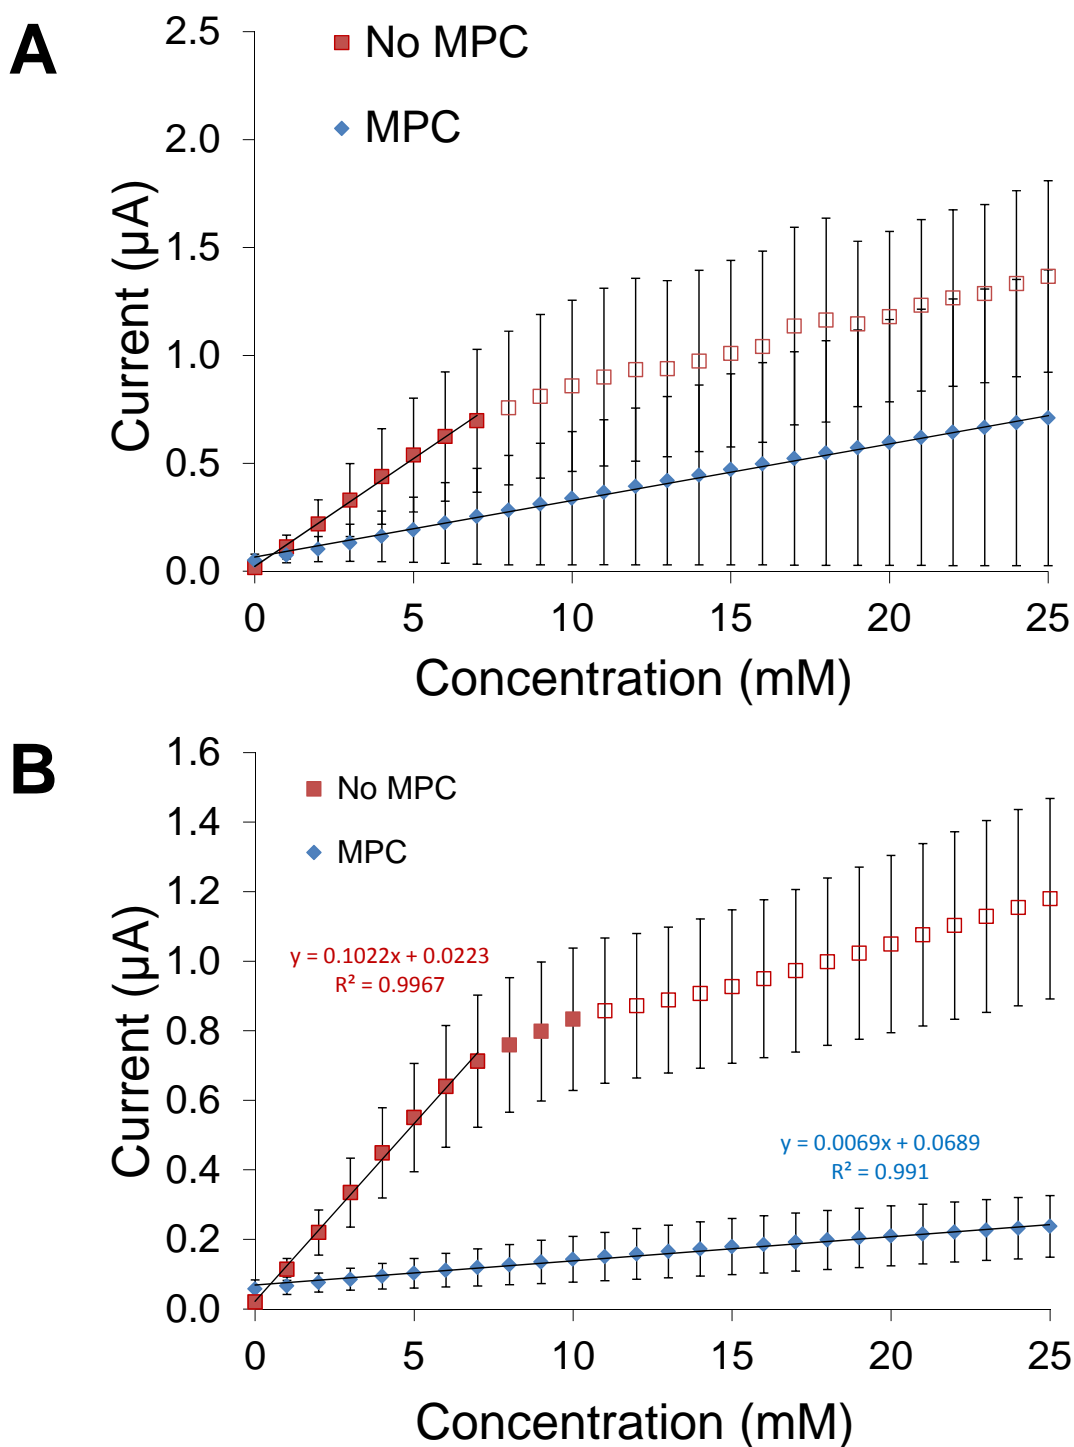 A
2.5
2.0
1.5
1.0
0.5
0.0
Current (µA)
No MPC
MPC
0 5 10 15 20 25
Concentration (mM)
B
1.6
1.4
1.2
1.0
0.8
0.6
0.4
0.2
0.0
Current (µA)
No MPC
MPC
y = 0.1022x + 0.0223
R² = 0.9967
y = 0.0069x + 0.0689
R² = 0.991
0 5 10 15 20 25
Concentration (mM)